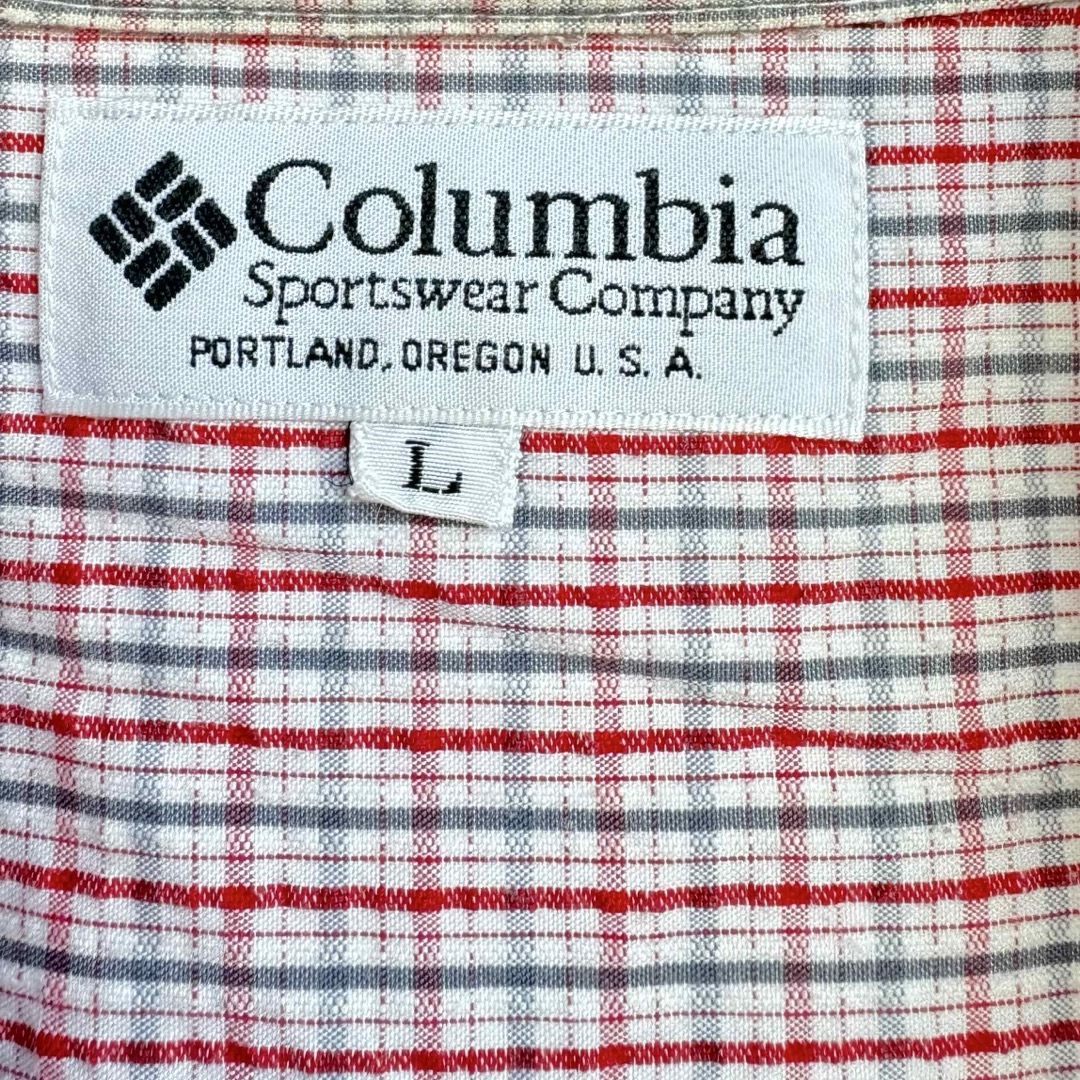 Columbia
Sportswear Company
PORTLAND, OREGON U. S. A.
L